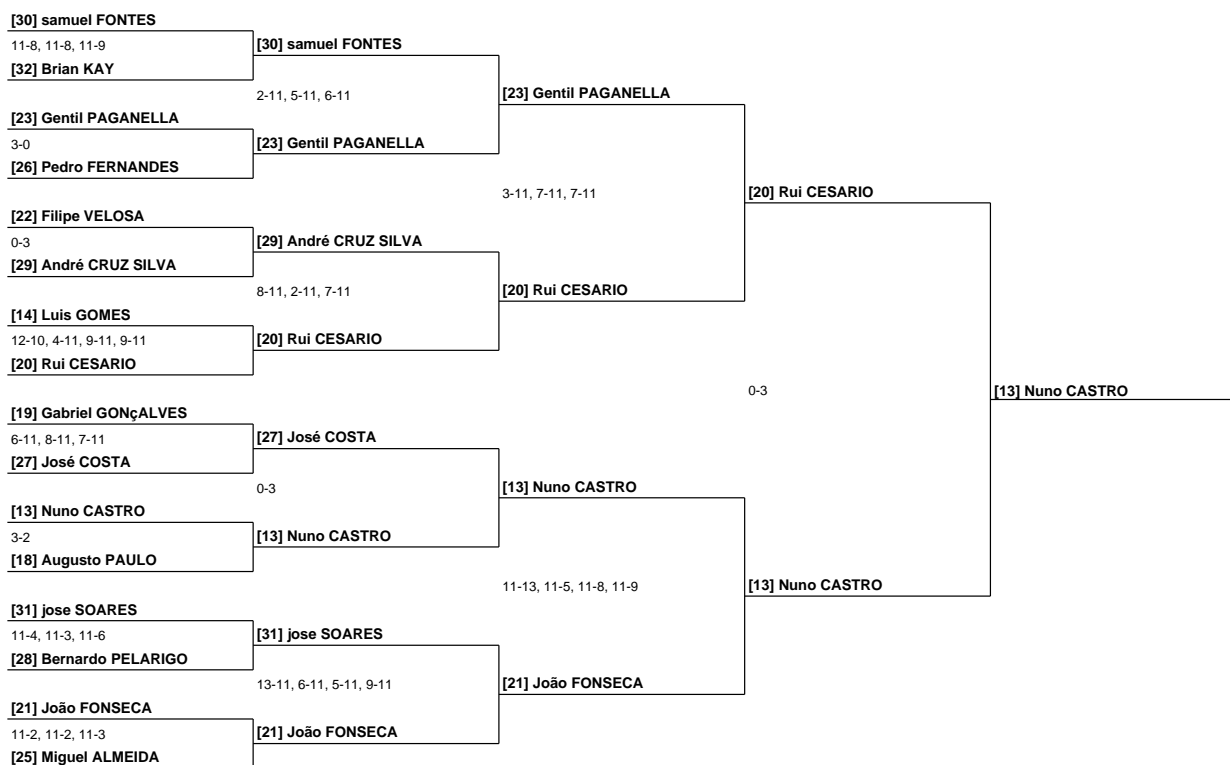 [30] samuel FONTES
11-8, 11-8, 11-9
[32] Brian KAY
[23] Gentil PAGANELLA
3-0
[26] Pedro FERNANDES
[22] Filipe VELOSA
0-3
[29] André CRUZ SILVA
[14] Luis GOMES
12-10, 4-11, 9-11, 9-11
[20] Rui CESARIO
[19] Gabriel GONçALVES
6-11, 8-11, 7-11
[27] José COSTA
[13] Nuno CASTRO
3-2
[18] Augusto PAULO
[31] jose SOARES
11-4, 11-3, 11-6
[28] Bernardo PELARIGO
[21] João FONSECA
11-2, 11-2, 11-3
[25] Miguel ALMEIDA
[30] samuel FONTES
2-11, 5-11, 6-11
[23] Gentil PAGANELLA
[29] André CRUZ SILVA
8-11, 2-11, 7-11
[20] Rui CESARIO
[27] José COSTA
0-3
[13] Nuno CASTRO
[31] jose SOARES
13-11, 6-11, 5-11, 9-11
[21] João FONSECA
[23] Gentil PAGANELLA
3-11, 7-11, 7-11
[20] Rui CESARIO
[13] Nuno CASTRO
11-13, 11-5, 11-8, 11-9
[21] João FONSECA
[20] Rui CESARIO
0-3
[13] Nuno CASTRO
[13] Nuno CASTRO